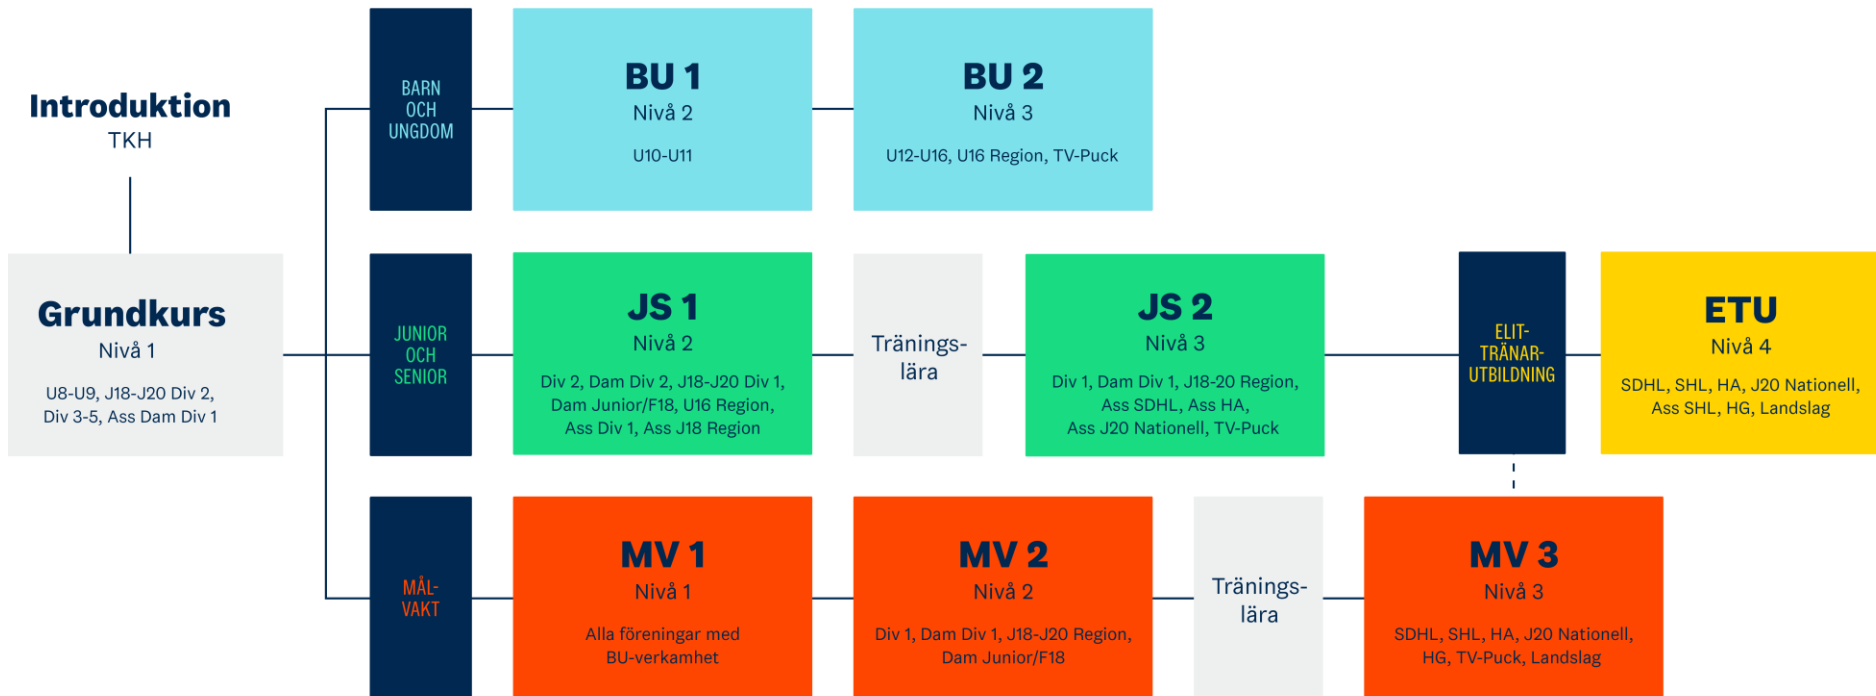 Introduktion
TKH
Grundkurs
Nivå 1
U8-U9, J18-J20 Div 2,
Div 3-5, Ass Dam Div 1
BARN
OCH
UNGDOM
BU 1
Nivå 2
U10-U11
BU 2
Nivå 3
U12-U16, U16 Region, TV-Puck
JUNIOR
OCH
SENIOR
JS 1
Nivå 2
Div 2, Dam Div 2, J18-J20 Div 1,
Dam Junior/F18, U16 Region,
Ass Div 1, Ass J18 Region
Tränings-
lära
JS 2
Nivå 3
Div 1, Dam Div 1, J18-20 Region,
Ass SDHL, Ass HA,
Ass J20 Nationell, TV-Puck
ELIT-
TRÄNAR-
UTBILDNING
ETU
Nivå 4
SDHL, SHL, HA, J20 Nationell,
Ass SHL, HG, Landslag
MÅL-
VAKT
MV 1
Nivå 1
Alla föreningar med
BU-verkamhet
MV 2
Nivå 2
Div 1, Dam Div 1, J18-J20 Region,
Dam Junior/F18
Tränings-
lära
MV 3
Nivå 3
SDHL, SHL, HA, J20 Nationell,
HG, TV-Puck, Landslag